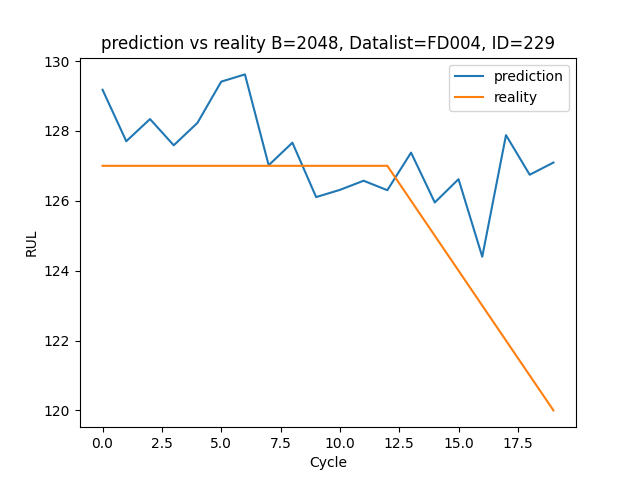 prediction vs reality B=2048, Datalist=FD004, ID=229
130
128
126
124
122
120
RUL
prediction
reality
0.0 2.5 5.0 7.5 10.0 12.5 15.0 17.5
Cycle